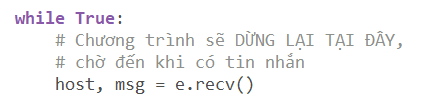 while True:
    # Chương trình sẽ DỪNG LẠI TẠI ĐÂY,
    # chờ đến khi có tin nhắn
    host, msg = e.recv()